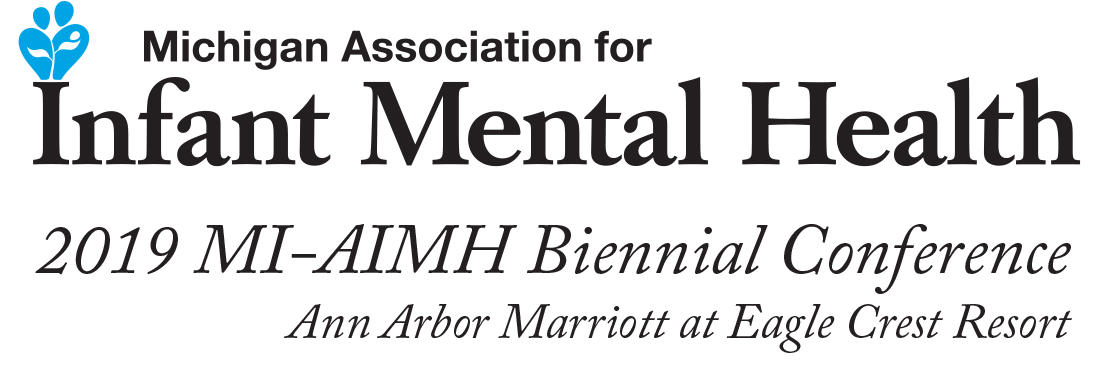 Michigan Association for
Infant Mental Health
2019 MI-AIMH Biennial Conference
Ann Arbor Marriott at Eagle Crest Resort